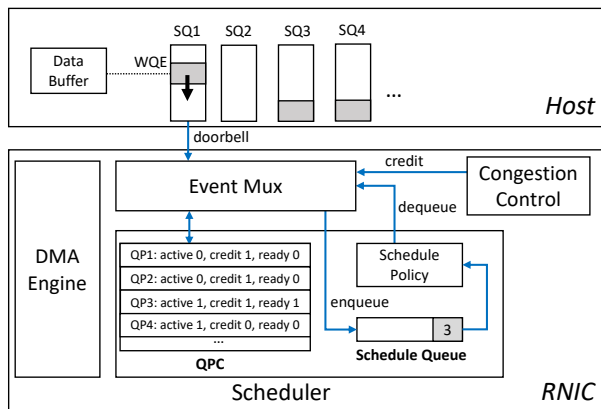 SQ1 SQ2 SQ3 SQ4
Data
Buffer
WQE
...
Host
doorbell
credit
Event Mux
Congestion
Control
dequeue
DMA
Engine
QP1: active 0, credit 1, ready 0
QP2: active 0, credit 0, ready 0
QP3: active 1, credit 1, ready 1
QP4: active 1, credit 0, ready 0
...
QPC
Schedule
Policy
enqueue
3
Schedule Queue
Scheduler
RNIC